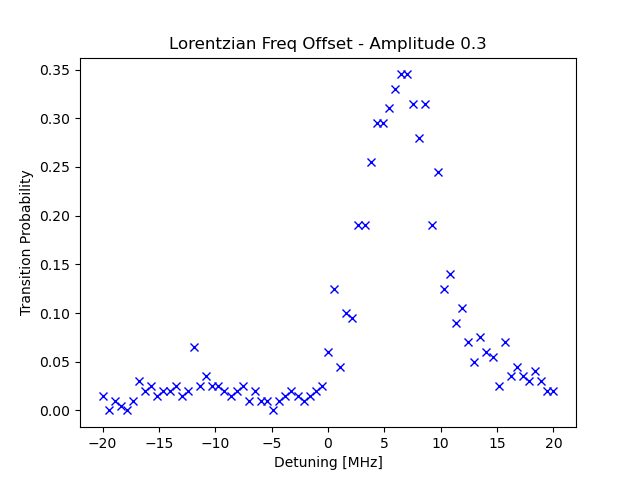 Lorentzian Freq Offset - Amplitude 0.3
Transition Probability
0.35
0.30
0.25
0.20
0.15
0.10
0.05
0.00
−20 −15 −10 −5 0 5 10 15 20
Detuning [MHz]